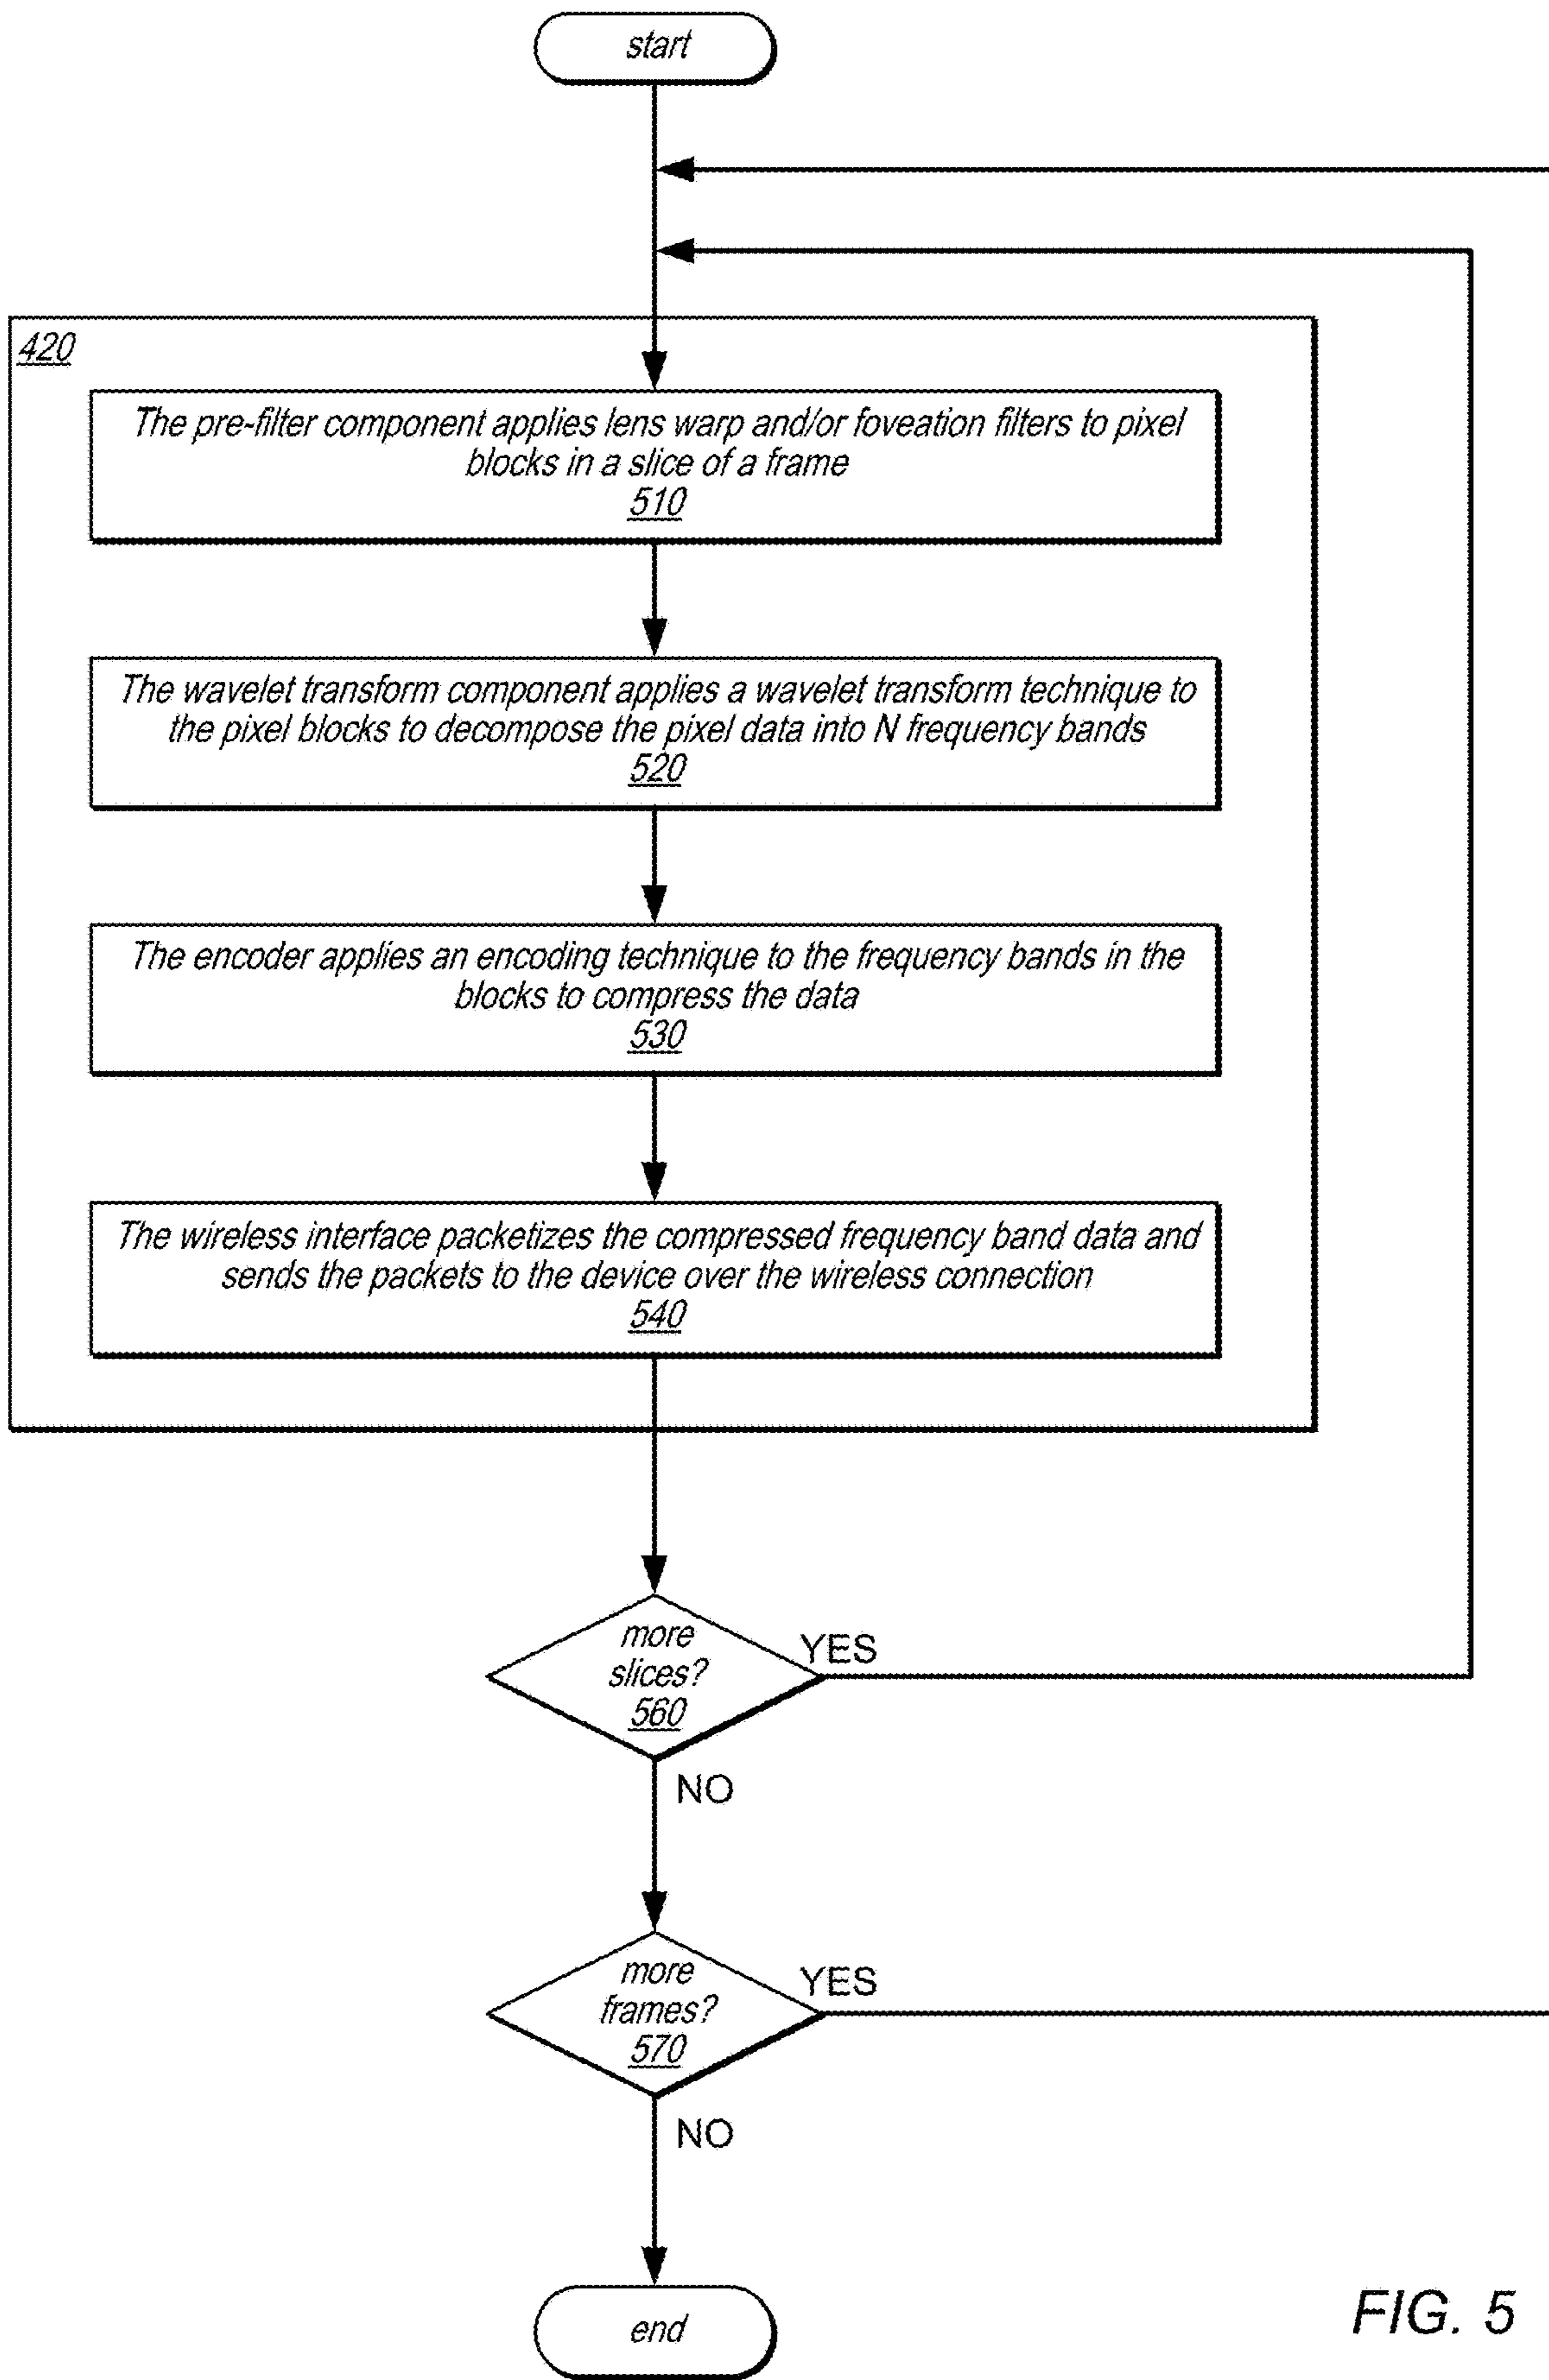 start
420
The pre-filter component applies lens warp and/or foveation filters to pixel
blocks in a slice of a frame
510
The wavelet transform component applies a wavelet transform technique to
the pixel blocks to decompose the pixel data into N frequency bands
520
The encoder applies an encoding technique to the frequency bands in the
blocks to compress the data
530
The wireless interface packetizes the compressed frequency band data and
sends the packets to the device over the wireless connection
540
more
slices?
560
YES
NO
more
frames?
570
YES
NO
end
FIG. 5